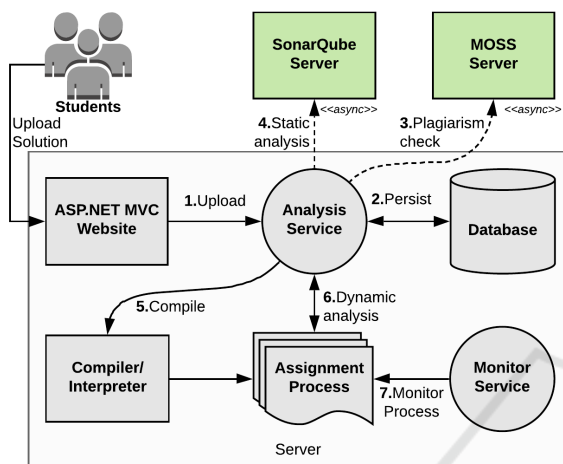 SonarQube
Server
MOSS
Server
Students
<<async>>
<<async>>
Upload
Solution
4.Static
analysis
3.Plagiarism
check
ASP.NET MVC
Website
1.Upload
Analysis
Service
2.Persist
Database
5.Compile
6.Dynamic
analysis
Compiler/
Interpreter
Assignment
Process
Monitor
Service
7.Monitor
Process
Server